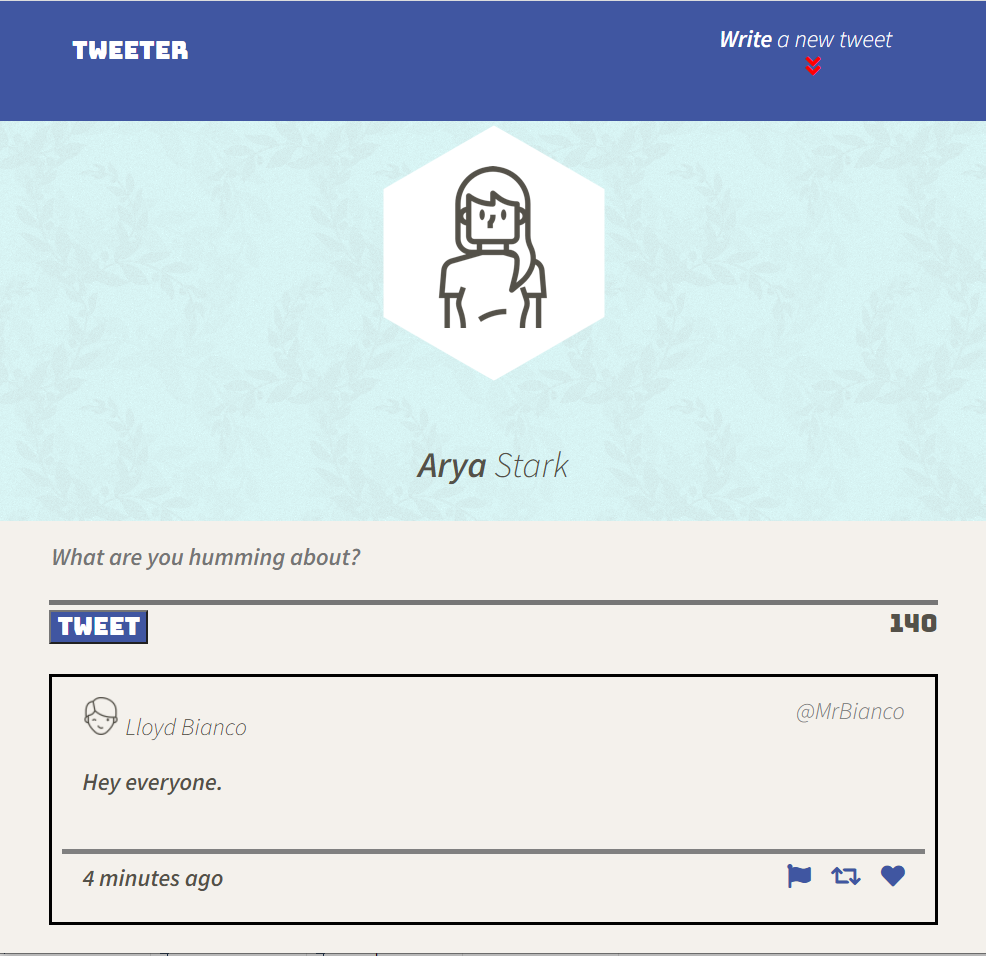 TWEETER
Write a new tweet
Arya Stark
What are you humming about?
TWEET
140
Lloyd Bianco
@MrBianco
Hey everyone.
4 minutes ago